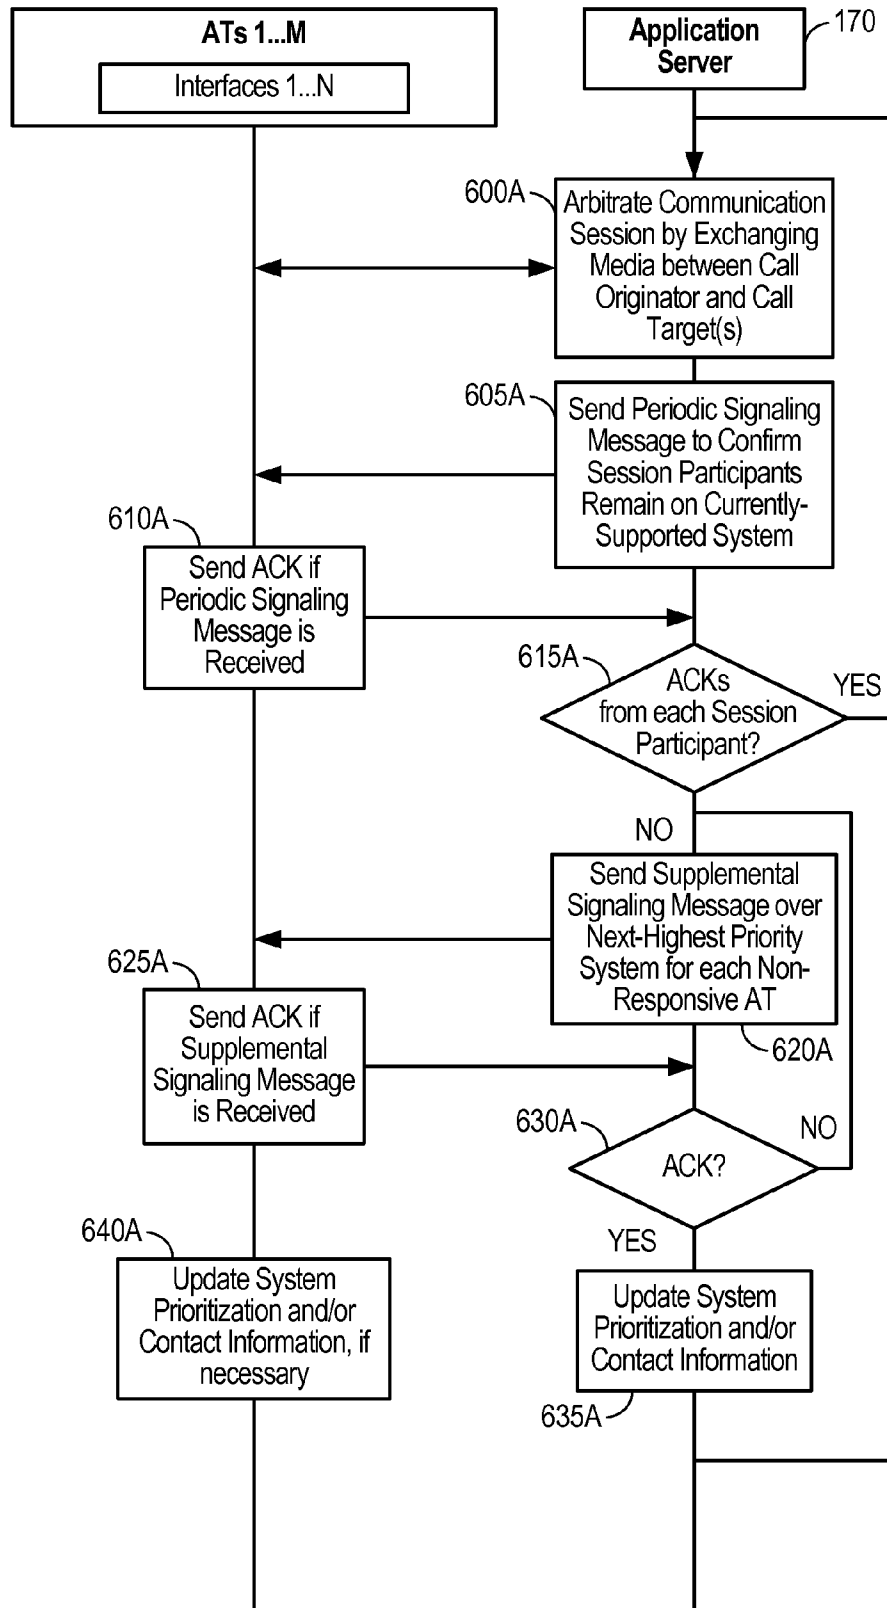 ATs 1...M
Interfaces 1...N
Application
Server
170
600A
Arbitrate Communication
Session by Exchanging
Media between Call
Originator and Call
Target(s)
605A
Send Periodic Signaling
Message to Confirm
Session Participants
Remain on Currently-
Supported System
610A
Send ACK if
Periodic Signaling
Message is
Received
615A
ACKs
from each Session
Participant?
YES
NO
Send Supplemental
Signaling Message over
Next-Highest Priority
System for each Non-
Responsive AT
620A
625A
Send ACK if
Supplemental
Signaling Message
is Received
630A
ACK?
NO
YES
640A
Update System
Prioritization and/or
Contact Information, if
necessary
Update System
Prioritization and/or
Contact Information
635A